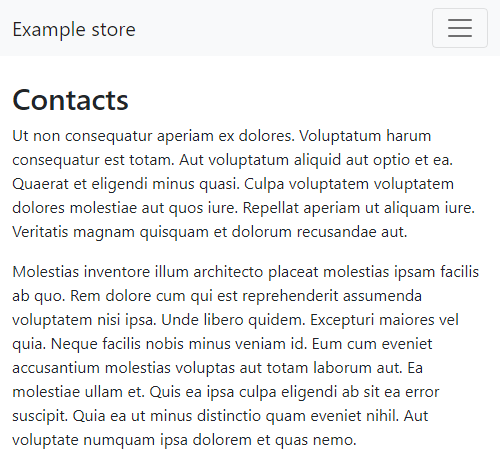 Example store
Contacts
Ut non consequatur aperiam ex dolores. Voluptatum harum
consequatur est totam. Aut voluptatum aliquid aut optio et ea.
Quaerat et eligendi minus quasi. Culpa voluptatem voluptatem
dolores molestiae aut quos iure. Repellat aperiam ut aliquam iure.
Veritatis magnam quisquam et dolorum recusandae aut.
Molestias inventore illum architecto placeat molestias ipsam facilis
ab quo. Rem dolore cum qui est reprehenderit assumenda
voluptatem nisi ipsa. Unde libero quidem. Excepturi maiores vel
quia. Neque facilis nobis minus veniam id. Eum cum eveniet
accusantium molestias voluptas aut totam laborum aut. Ea
molestiae ullam et. Quis ea ipsa culpa eligendi ab sit ea error
suscipit. Quia ea ut minus distinctio quam eveniet nihil. Aut
voluptate numquam ipsa dolorem et quas nemo.